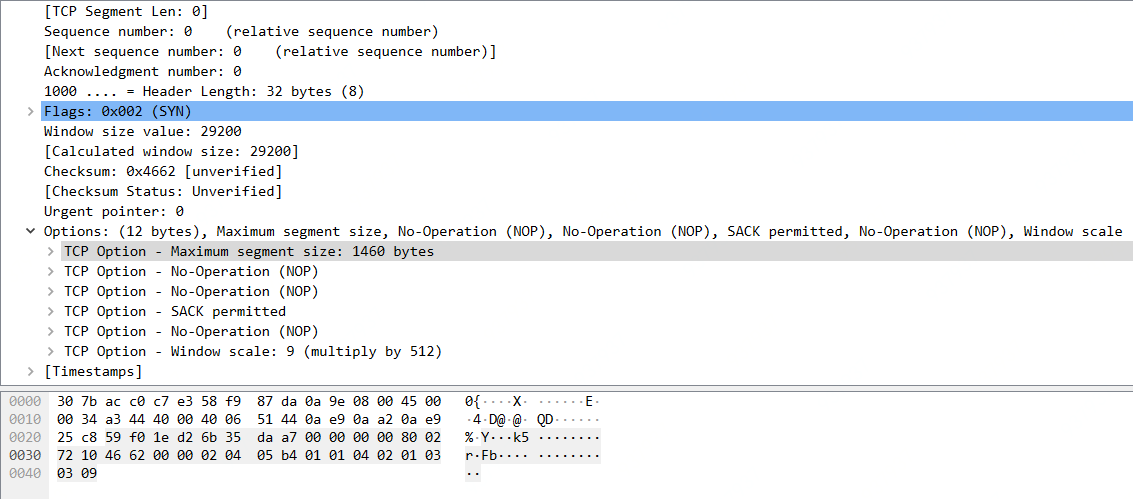 [TCP Segment Len: 0]
Sequence number: 0    (relative sequence number)
[Next sequence number: 0    (relative sequence number)]
Acknowledgment number: 0
1000 .... = Header Length: 32 bytes (8)
Flags: 0x002 (SYN)
Window size value: 29200
[Calculated window size: 29200]
Checksum: 0x4662 [unverified]
[Checksum Status: Unverified]
Urgent pointer: 0
Options: (12 bytes), Maximum segment size, No-Operation (NOP), No-Operation (NOP), SACK permitted, No-Operation (NOP), Window scale
TCP Option - Maximum segment size: 1460 bytes
TCP Option - No-Operation (NOP)
TCP Option - No-Operation (NOP)
TCP Option - SACK permitted
TCP Option - No-Operation (NOP)
TCP Option - Window scale: 9 (multiply by 512)
[Timestamps]
0000 30 7b ac c0 c7 e3 58 f9 87 da 0a 9e 08 00 45 00 0{····X· ······E·
0010 00 34 a3 44 40 00 40 06 51 44 0a e9 0a a2 0a e9 ·4·D@·@· QD······
0020 25 c8 59 f0 1e d2 6b 35 da a7 00 00 00 00 80 02 %·Y···k5 ········
0030 72 10 46 62 00 00 02 04 05 b4 01 01 04 02 01 03 r·Fb···· ········
0040 03 09 ··